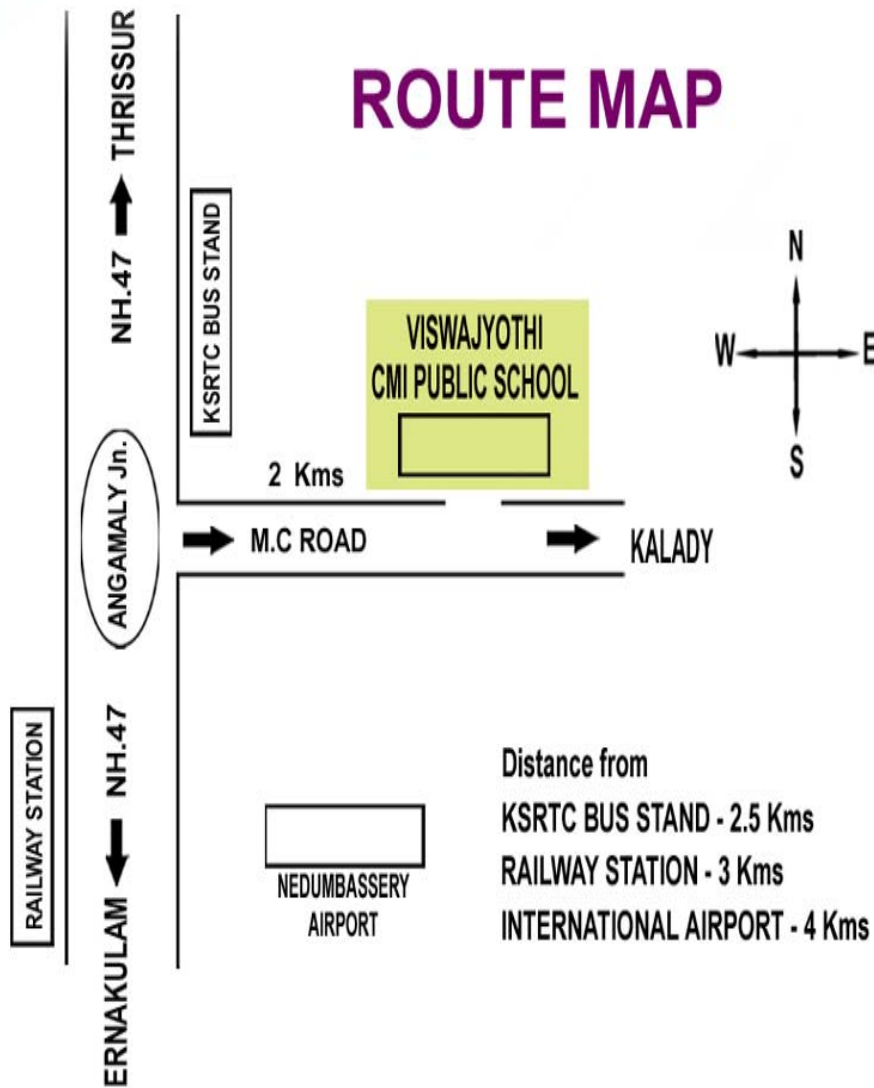 ROUTE MAP
THRISSUR
NH.47
KSRTC BUS STAND
VISWAJYOTHI
CMI PUBLIC SCHOOL
N
W
E
S
2 Kms
ANGAMALY Jn.
M.C ROAD
KALADY
RAILWAY STATION
NH.47
ERNAKULAM
NEDUMBASSERY
AIRPORT
Distance from
KSRTC BUS STAND - 2.5 Kms
RAILWAY STATION - 3 Kms
INTERNATIONAL AIRPORT - 4 Kms